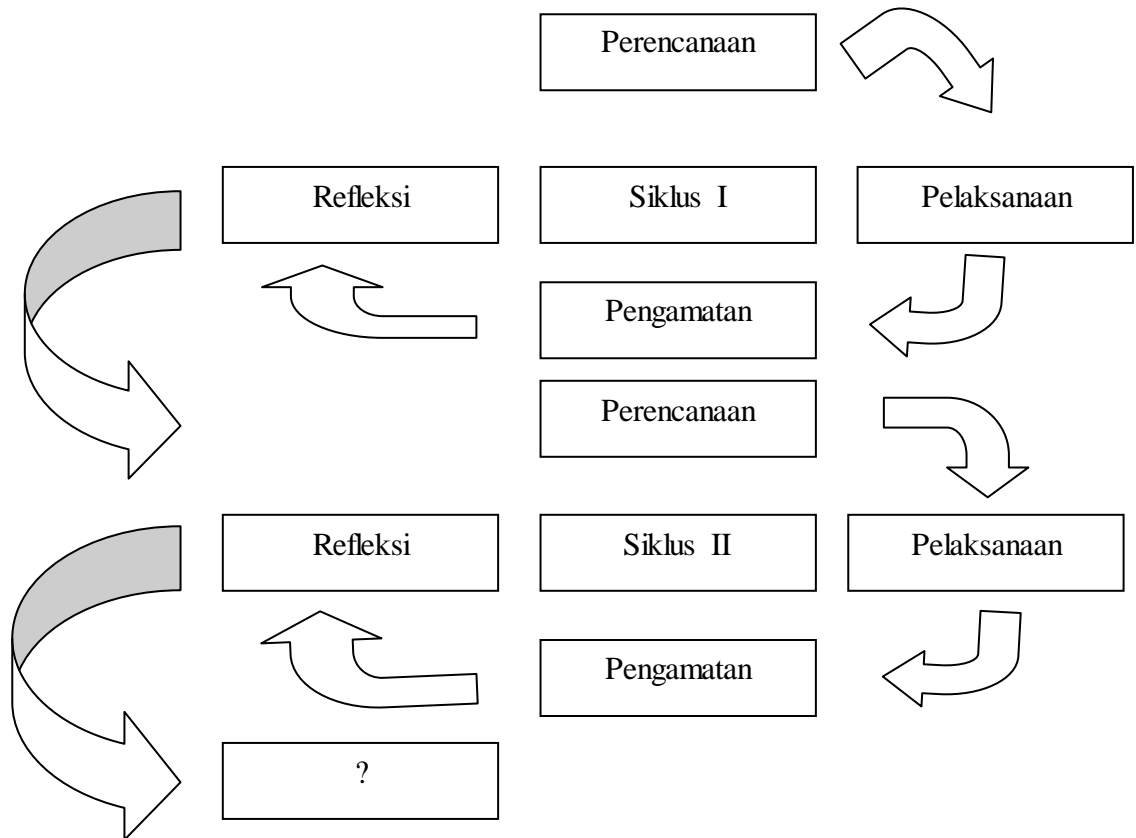 Perencanaan
Refleksi
Siklus I
Pelaksanaan
Pengamatan
Perencanaan
Refleksi
Siklus II
Pelaksanaan
Pengamatan
?